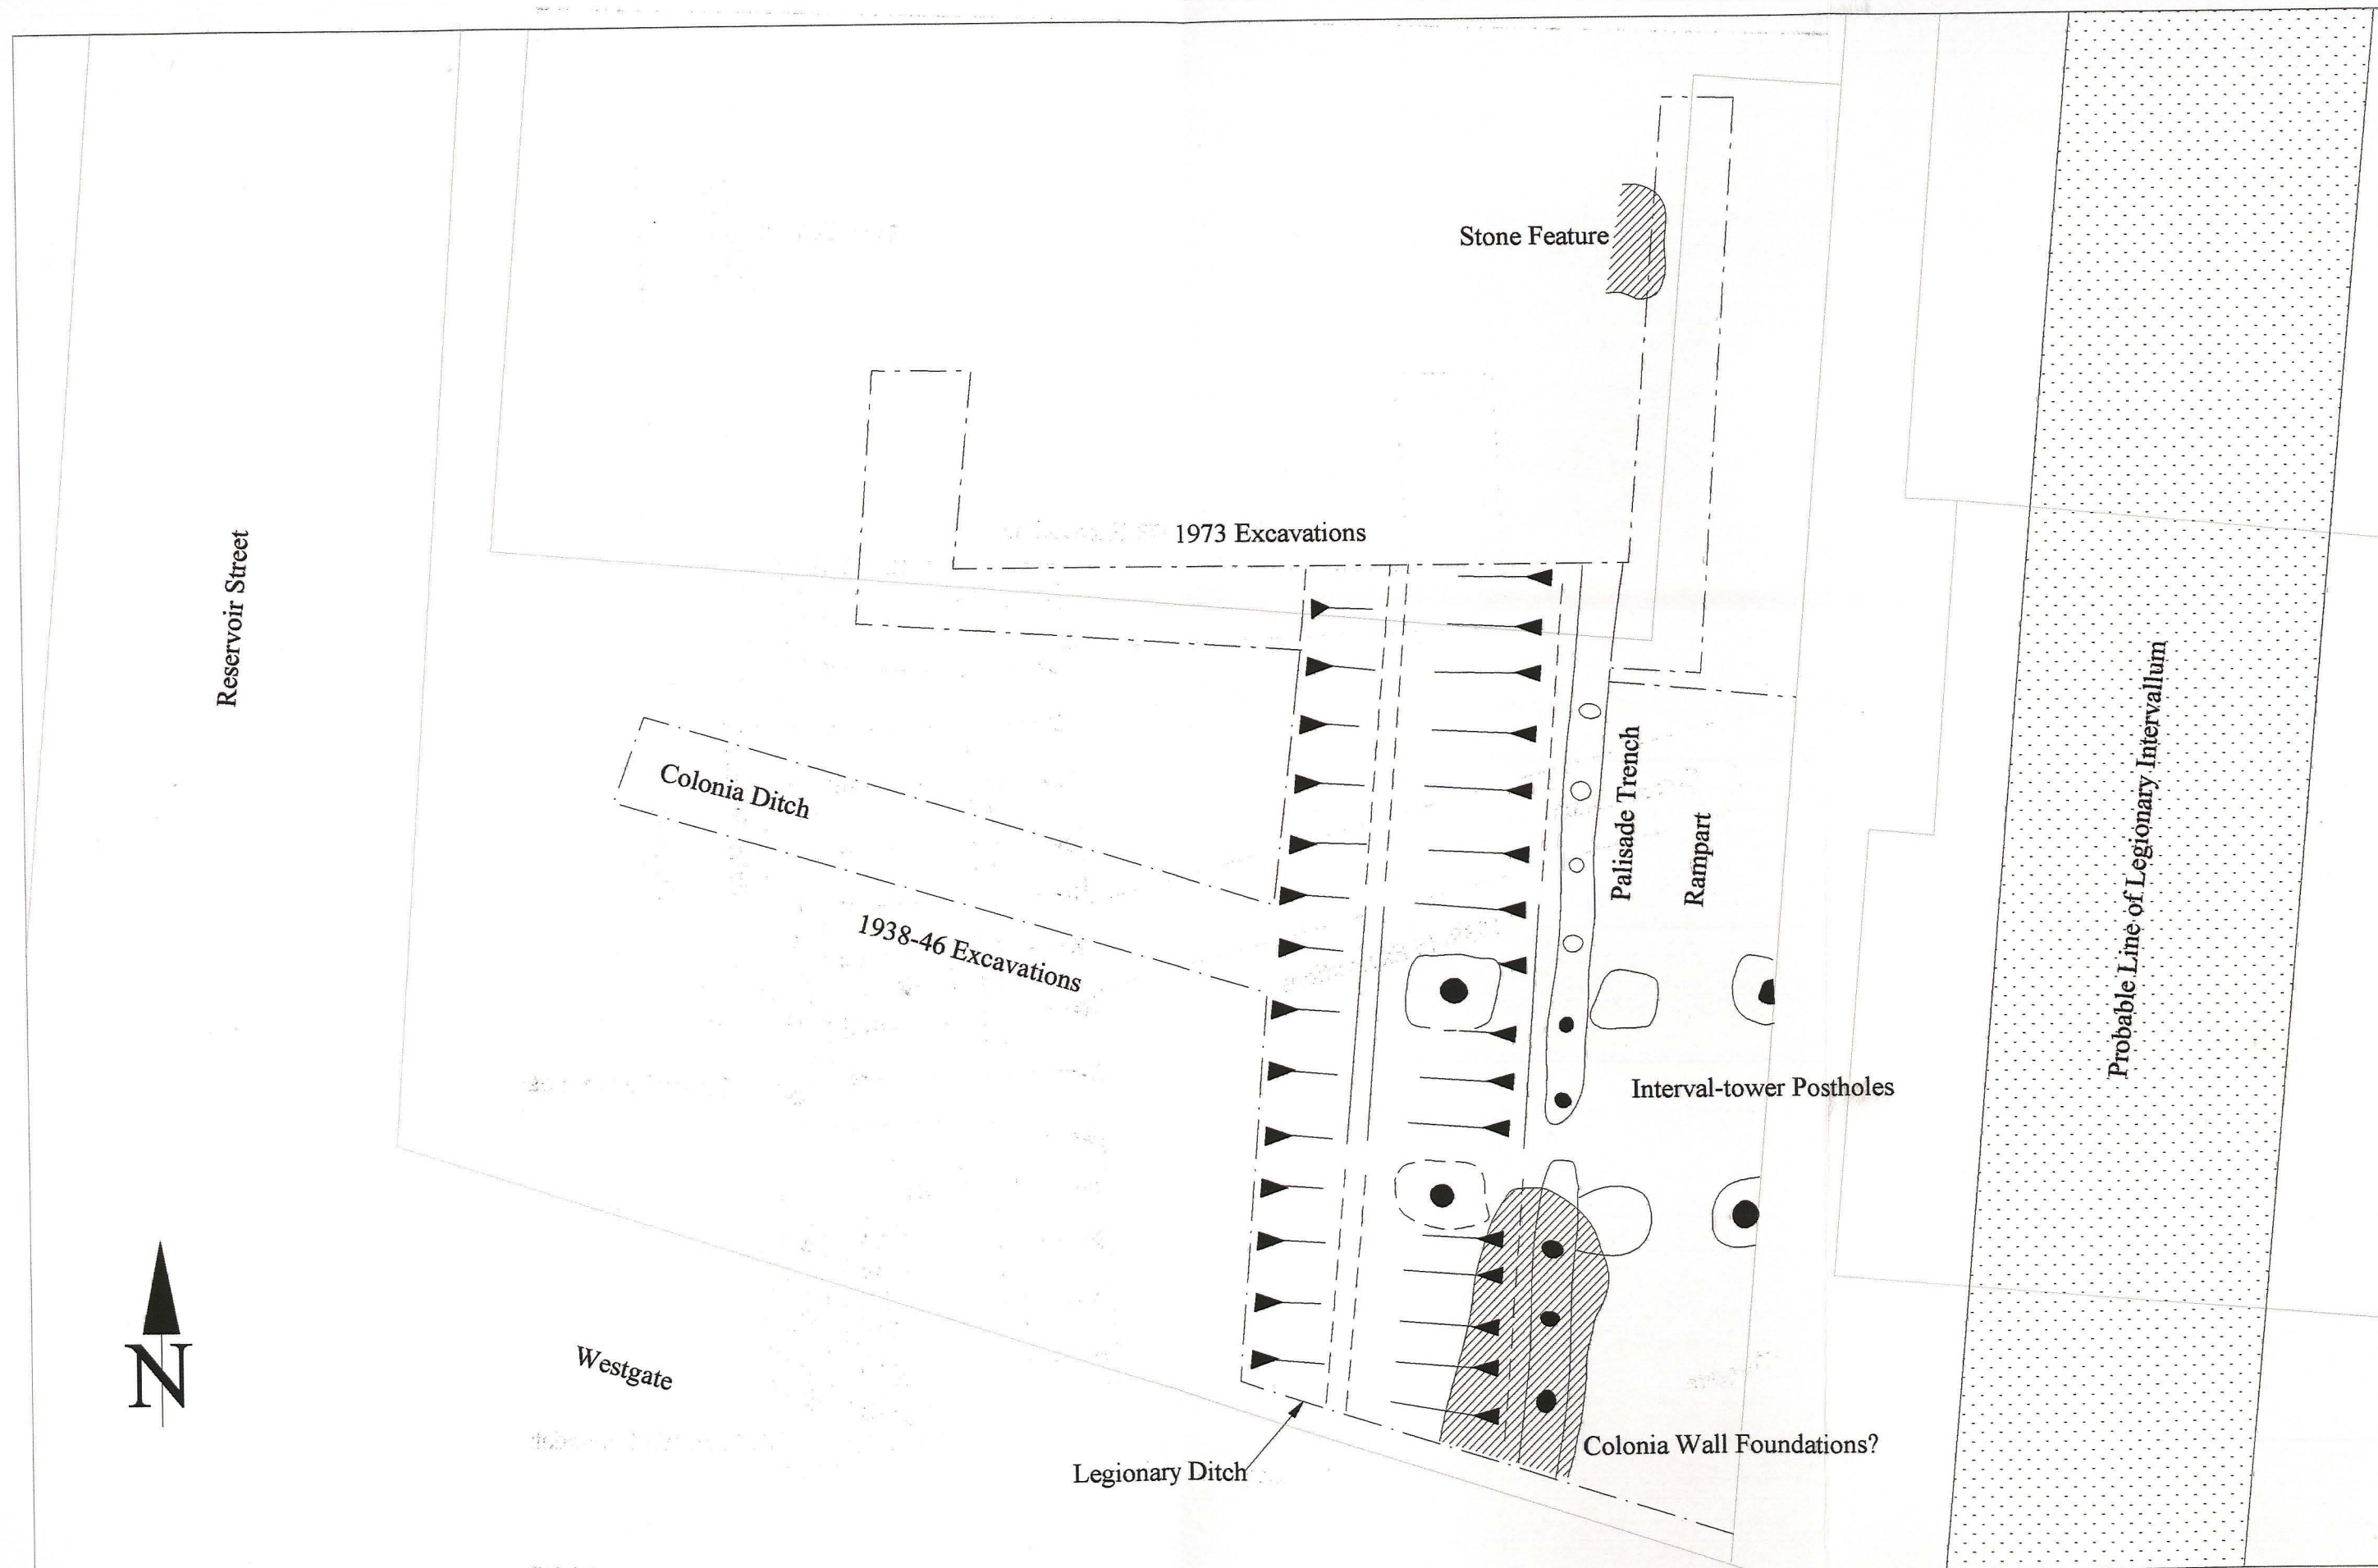 Stone Feature
1973 Excavations
Reservoir Street
Colonia Ditch
1938-46 Excavations
Palisade Trench
Rampart
Probable Line of Legionary Intervallum
Interval-tower Postholes
Westgate
N
Colonia Wall Foundations?
Legionary Ditch